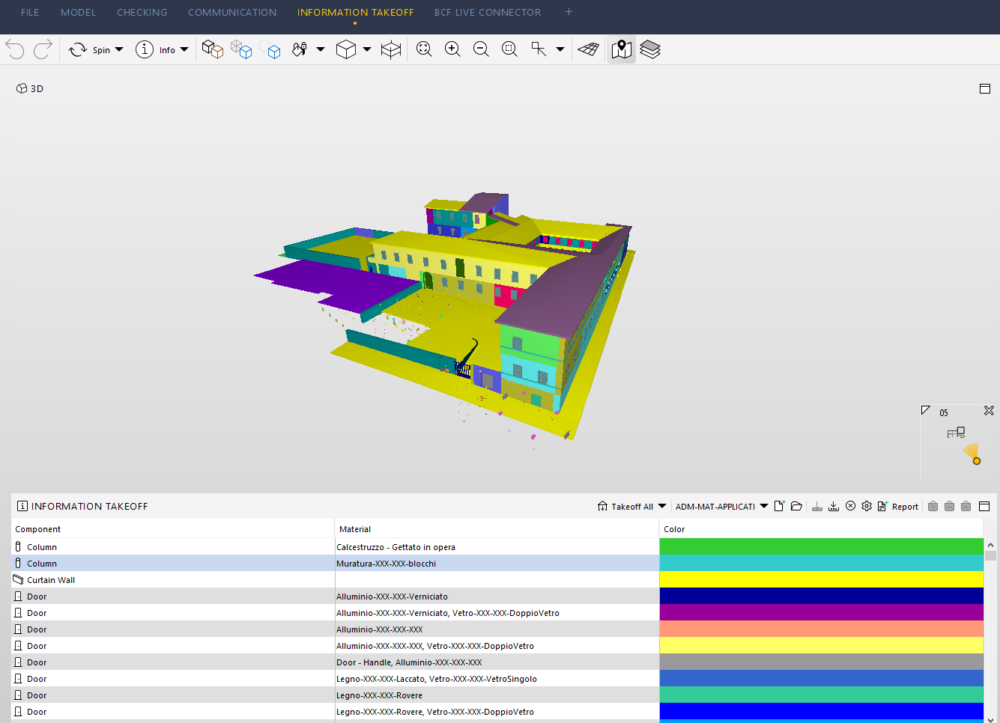 FILE MODEL CHECKING COMMUNICATION INFORMATION TAKEOFF BCF LIVE CONNECTOR +
Spin Info
3D
05
INFORMATION TAKEOFF Takeoff All ADM-MAT-APPLICATI Report
Component Material Color
Column Calcestruzzo - Gettato in opera
Column Muratura-XXX-XXX-blocchi
Curtain Wall
Door Alluminio-XXX-XXX-Verniciato
Door Alluminio-XXX-XXX-Verniciato, Vetro-XXX-XXX-DoppioVetro
Door Alluminio-XXX-XXX-XXX
Door Alluminio-XXX-XXX-XXX, Vetro-XXX-XXX-DoppioVetro
Door Door - Handle, Alluminio-XXX-XXX-XXX
Door Legno-XXX-XXX-Laccato, Vetro-XXX-XXX-VetroSingolo
Door Legno-XXX-XXX-Rovere
Door Legno-XXX-XXX-Rovere, Vetro-XXX-XXX-DoppioVetro